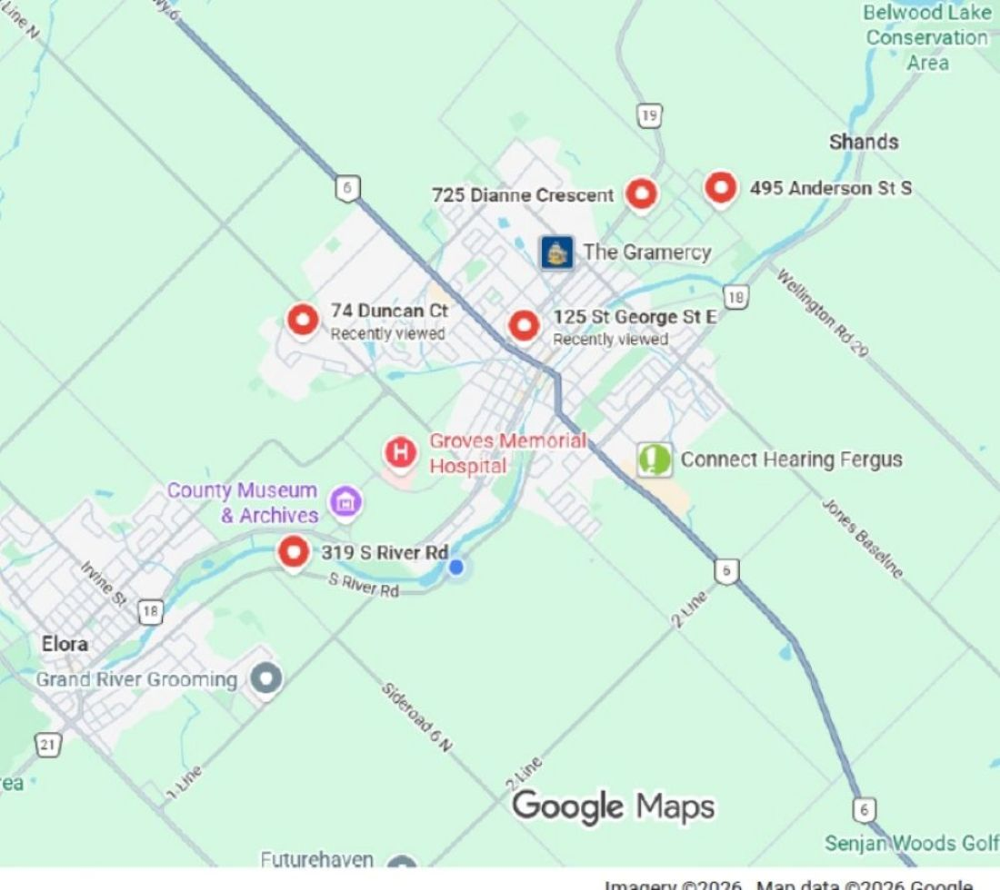 Line N
Hwy 6
Belwood Lake
Conservation
Area
19
Shands
6
725 Dianne Crescent
495 Anderson St S
The Gramercy
18
74 Duncan Ct
Recently viewed
125 St George St E
Recently viewed
Wellington Rd 29
Groves Memorial
Hospital
Connect Hearing Fergus
County Museum
& Archives
Jones Baseline
319 S River Rd
S River Rd
6
Irvine St
18
2 Line
Elora
Grand River Grooming
Sideroad 6 N
21
1 Line
2 Line
rea
Google Maps
6
Senjan Woods Golf
Futurehaven
Imagery ©2026 , Map data ©2026 Google